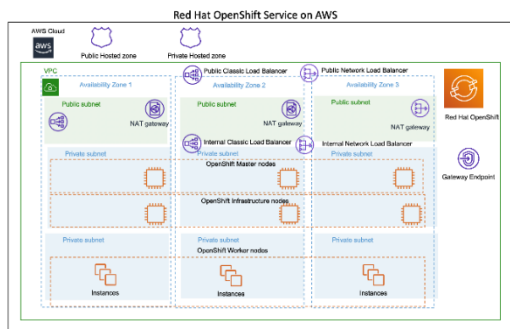 Red Hat OpenShift Service on AWS
AWS Cloud
aws
Public Hosted zone
Private Hosted zone
VPC
Public Classic Load Balancer
Public Network Load Balancer
Availability Zone 1
Availability Zone 2
Availability Zone 3
Public subnet
Public subnet
Public subnet
NAT gateway
NAT gateway
NAT gateway
Red Hat OpenShift
Internal Classic Load Balancer
Internal Network Load Balancer
Private subnet
Private subnet
Private subnet
OpenShift Master nodes
Gateway Endpoint
OpenShift Infrastructure nodes
Private subnet
Private subnet
Private subnet
OpenShift Worker nodes
Instances
Instances
Instances